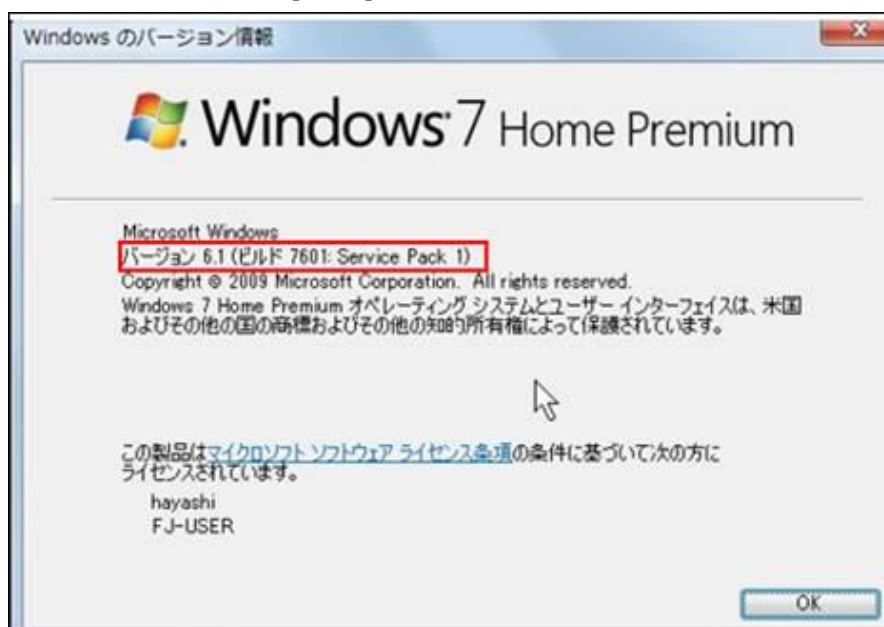 Windows のバージョン情報
Windows 7 Home Premium
Microsoft Windows
バージョン 6.1 (ビルド 7601: Service Pack 1)
Copyright © 2009 Microsoft Corporation. All rights reserved.
Windows 7 Home Premium オペレーティング システムとユーザー インターフェイスは、米国
およびその他の国の商標およびその他の知的所有権によって保護されています。
この製品はマイクロソフト ソフトウェア ライセンス条項の条件に基づいて次の方に
ライセンスされています。
hayashi
FJ-USER
OK